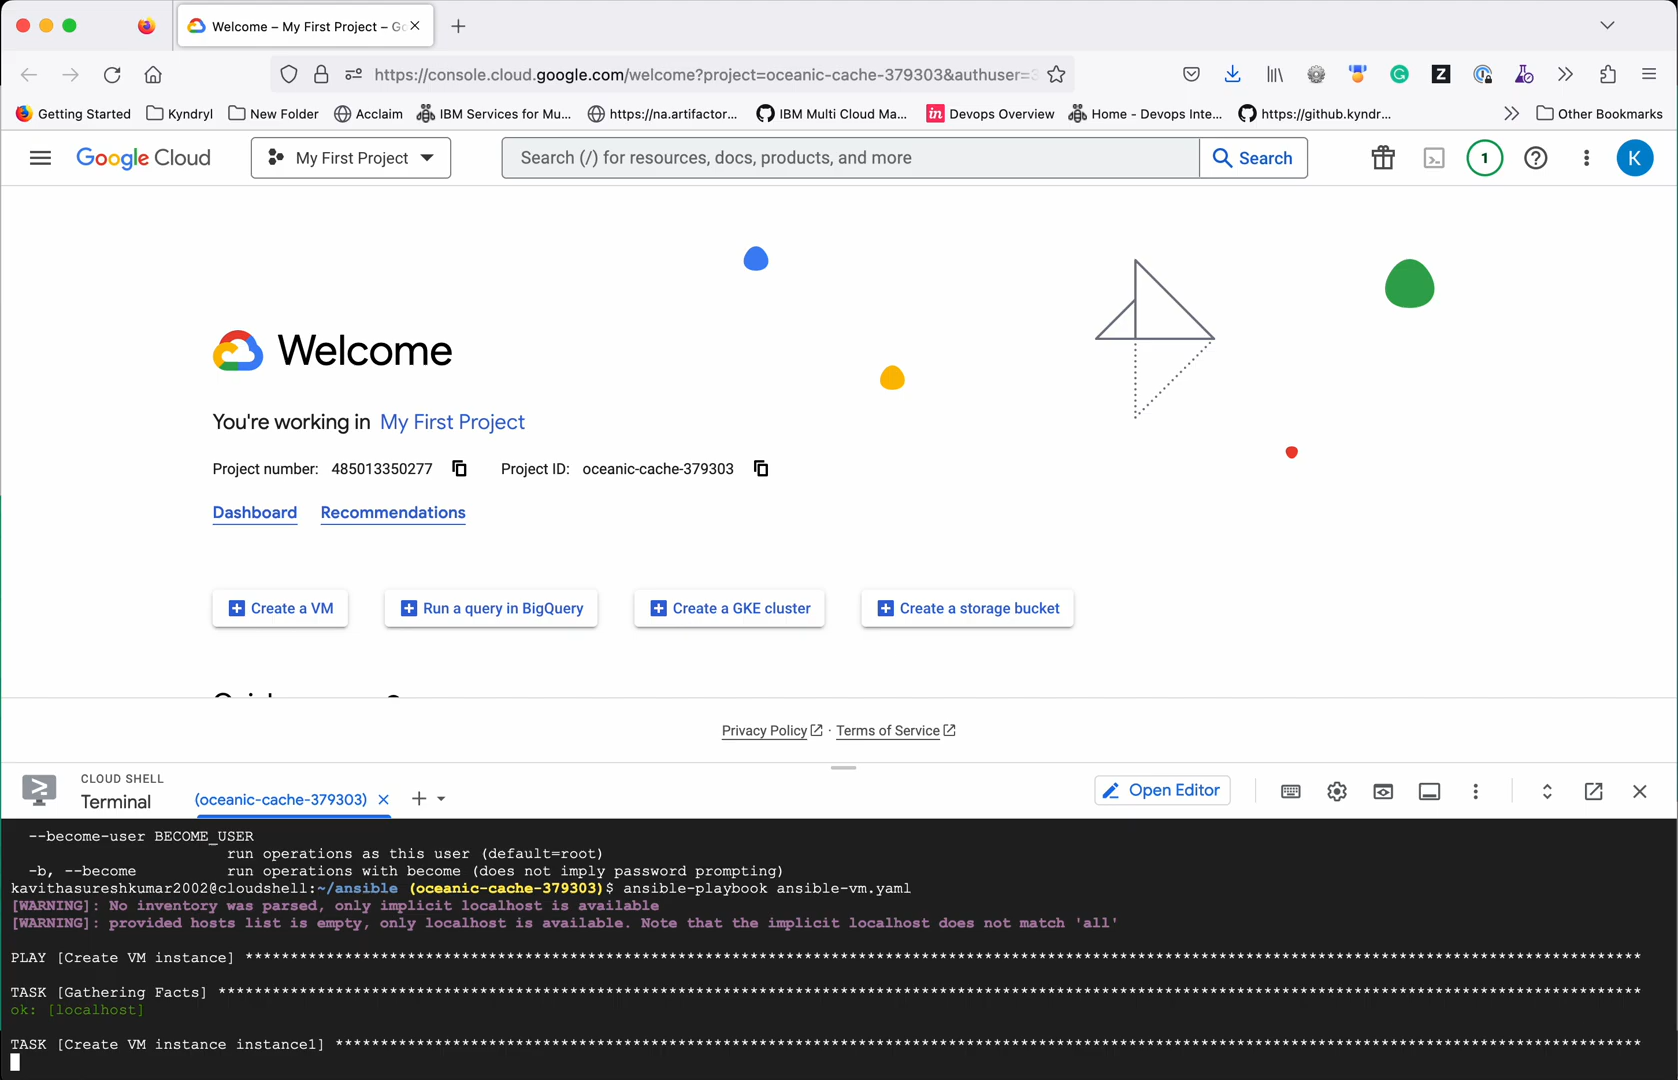 Welcome – My First Project – Go
https://console.cloud.google.com/welcome?project=oceanic-cache-379303&authuser=3
Getting Started Kyndryl New Folder Acclaim IBM Services for Mu... https://na.artifactor... IBM Multi Cloud Ma... in Devops Overview Home - Devops Inte... https://github.kyndr... Other Bookmarks
Google Cloud My First Project Search (/) for resources, docs, products, and more Search 1 K
Welcome
You're working in My First Project
Project number: 485013350277 Project ID: oceanic-cache-379303
Dashboard Recommendations
Create a VM Run a query in BigQuery Create a GKE cluster Create a storage bucket
Privacy Policy · Terms of Service
CLOUD SHELL
Terminal (oceanic-cache-379303) Open Editor
--become-user BECOME_USER
run operations as this user (default=root)
-b, --become run operations with become (does not imply password prompting)
kavithasureshkumar2002@cloudshell:~/ansible (oceanic-cache-379303)$ ansible-playbook ansible-vm.yaml
[WARNING]: No inventory was parsed, only implicit localhost is available
[WARNING]: provided hosts list is empty, only localhost is available. Note that the implicit localhost does not match 'all'
PLAY [Create VM instance] ***********************************************************************************************************************************************************
TASK [Gathering Facts] **************************************************************************************************************************************************************
ok: [localhost]
TASK [Create VM instance instance1] *************************************************************************************************************************************************